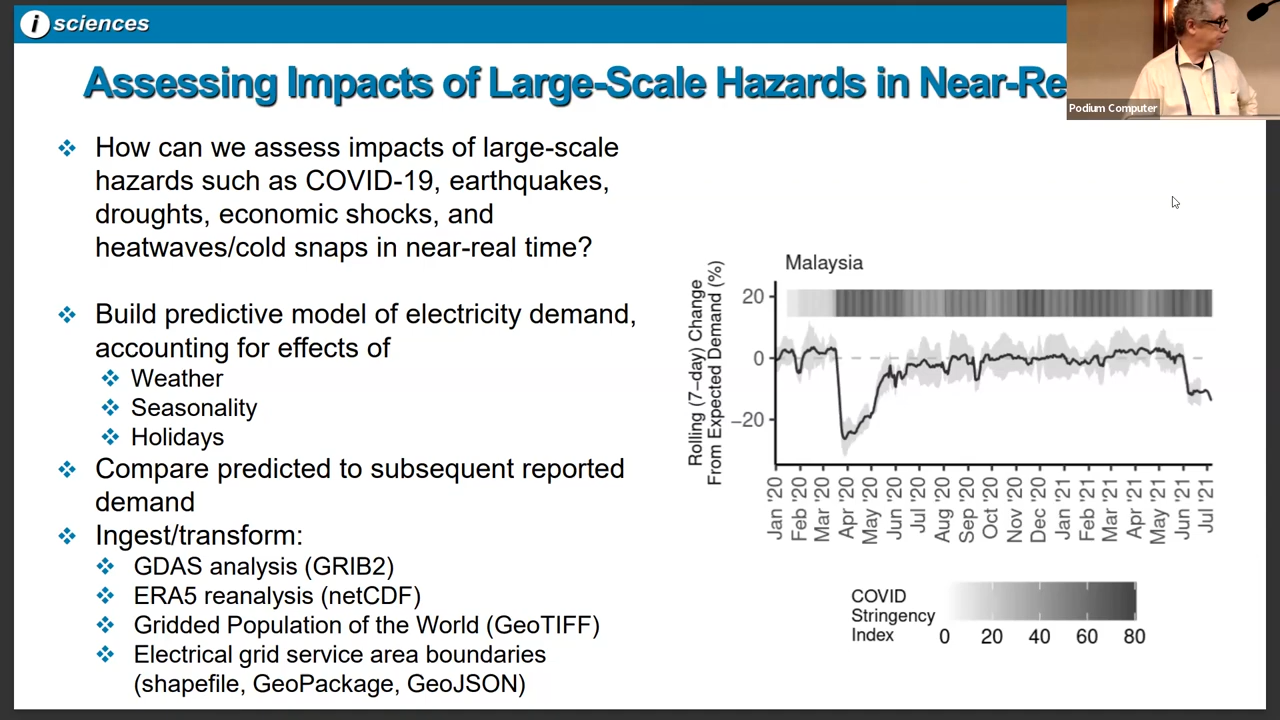 i sciences
Assessing Impacts of Large-Scale Hazards in Near-Re
Podium Computer
How can we assess impacts of large-scale
hazards such as COVID-19, earthquakes,
droughts, economic shocks, and
heatwaves/cold snaps in near-real time?
Build predictive model of electricity demand,
accounting for effects of
Weather
Seasonality
Holidays
Compare predicted to subsequent reported
demand
Ingest/transform:
GDAS analysis (GRIB2)
ERA5 reanalysis (netCDF)
Gridded Population of the World (GeoTIFF)
Electrical grid service area boundaries
(shapefile, GeoPackage, GeoJSON)
Malaysia
Rolling (7−day) Change
From Expected Demand (%)
20
0
−20
Jan '20
Feb '20
Mar '20
Apr '20
May '20
Jun '20
Jul '20
Aug '20
Sep '20
Oct '20
Nov '20
Dec '20
Jan '21
Feb '21
Mar '21
Apr '21
May '21
Jun '21
Jul '21
COVID
Stringency
Index
0 20 40 60 80